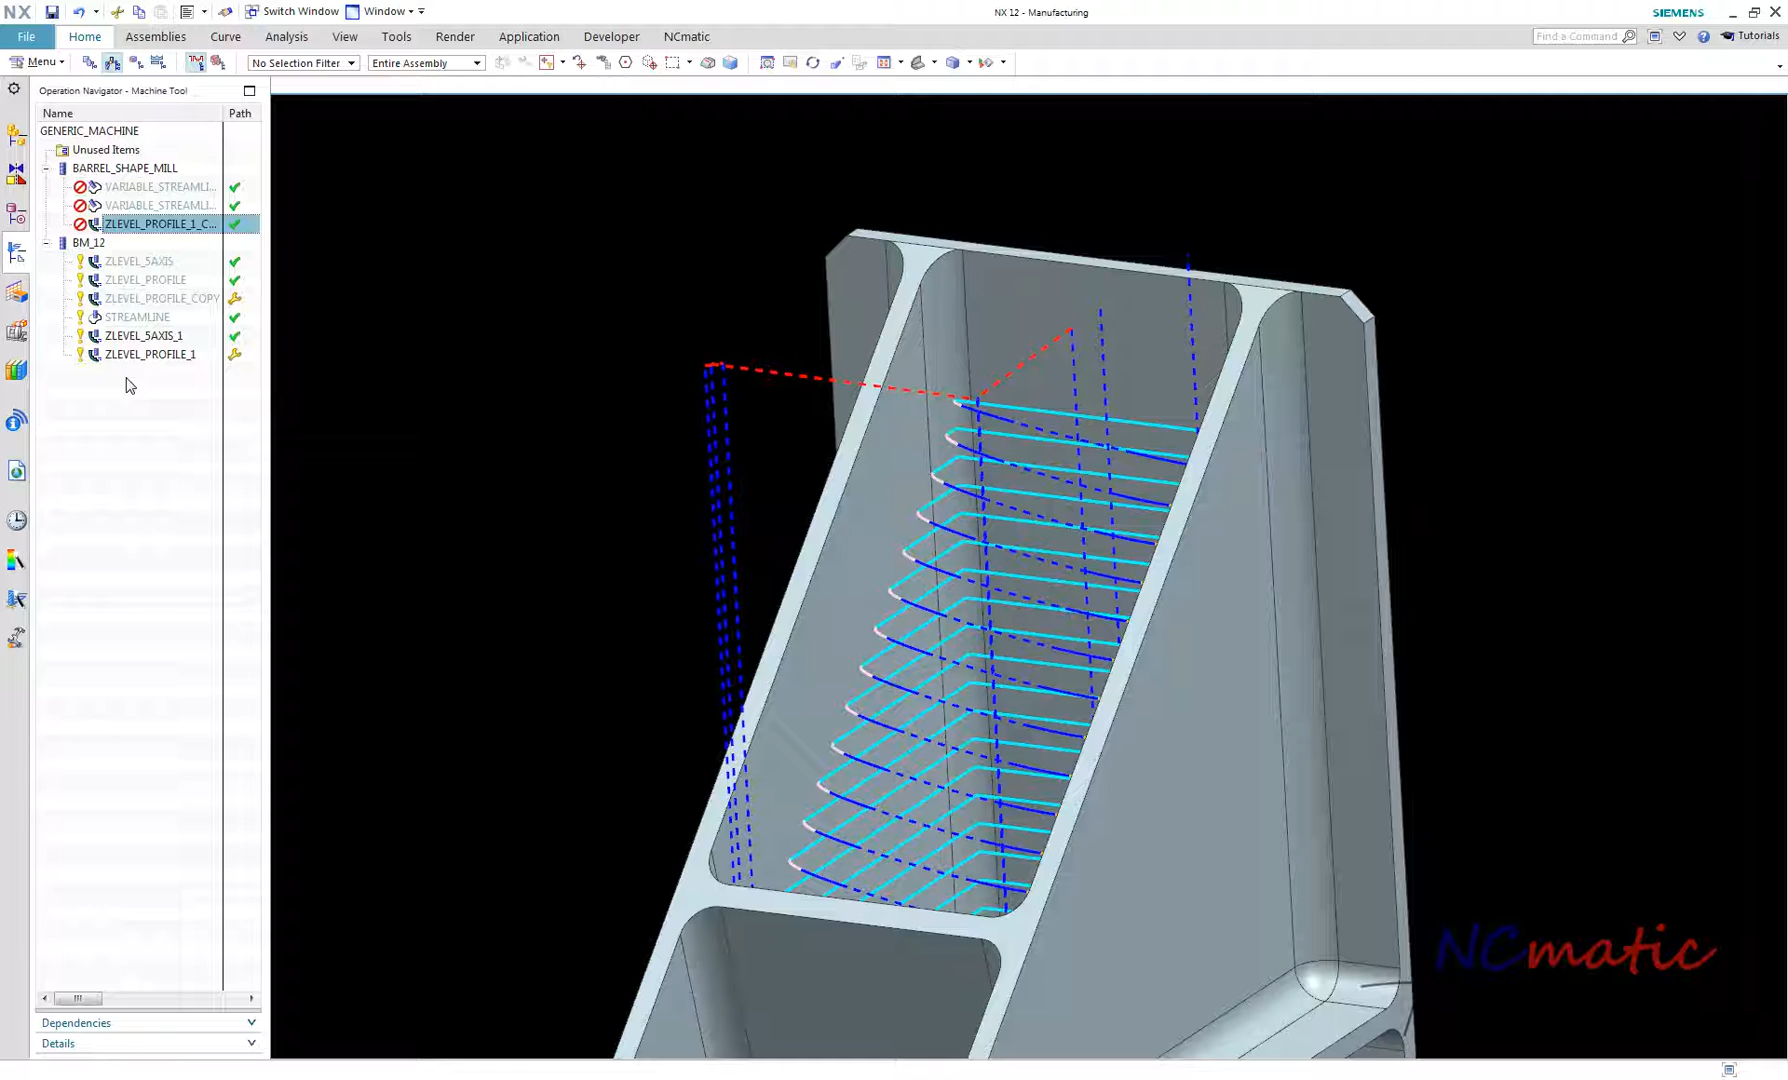 NX
Switch Window
Window
NX 12 - Manufacturing
SIEMENS
File
Home
Assemblies
Curve
Analysis
View
Tools
Render
Application
Developer
NCmatic
Find a Command
Tutorials
Menu
No Selection Filter
Entire Assembly
Operation Navigator - Machine Tool
Name
Path
GENERIC_MACHINE
Unused Items
BARREL_SHAPE_MILL
VARIABLE_STREAMLI...
VARIABLE_STREAMLI...
ZLEVEL_PROFILE_1_C...
BM_12
ZLEVEL_5AXIS
ZLEVEL_PROFILE
ZLEVEL_PROFILE_COPY
STREAMLINE
ZLEVEL_5AXIS_1
ZLEVEL_PROFILE_1
Dependencies
Details
NCmatic